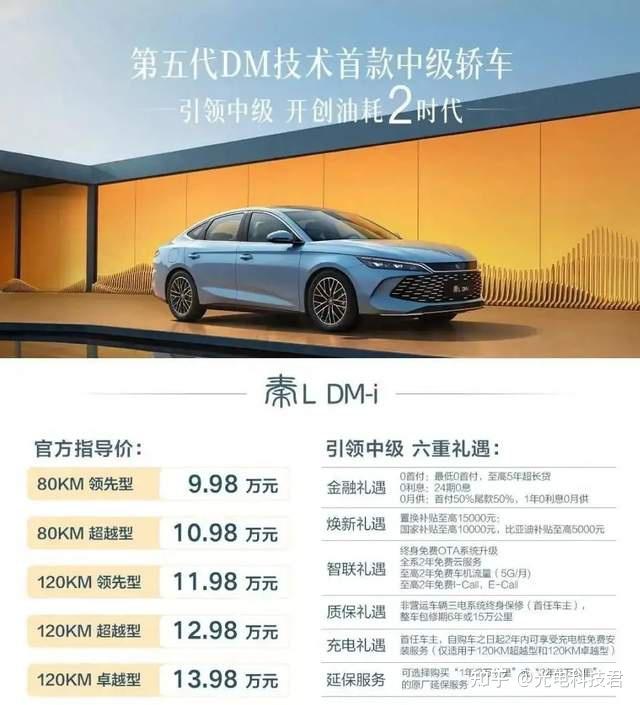 第五代DM技术首款中级轿车
引领中级 开创油耗2时代
秦L DM-i
秦L DM-i
官方指导价：
80KM 领先型 9.98 万元
80KM 超越型 10.98 万元
120KM 领先型 11.98 万元
120KM 超越型 12.98 万元
120KM 卓越型 13.98 万元
引领中级 六重礼遇：
金融礼遇
0首付：最低0首付，至高5年超长贷
0利息：24期0息
0月供：首付50%尾款50%，1年0利息0月供
焕新礼遇
置换补贴至高15000元；
国家补贴至高10000元，比亚迪补贴至高5000元
智联礼遇
终身免费OTA系统升级
全系2年免费云服务
至高2年免费车机流量（5G/月）
至高2年免费I-Call，E-Call
质保礼遇
非营运车辆三电系统终身保修（首任车主），
整车包修期6年或15万公里
充电礼遇
首任车主，自购车之日起2年内可享受充电桩免费安
装服务（仅适用于120KM超越型和120KM卓越型）
延保服务
可选择购买
的原厂延保服务
知乎 @光电科技君